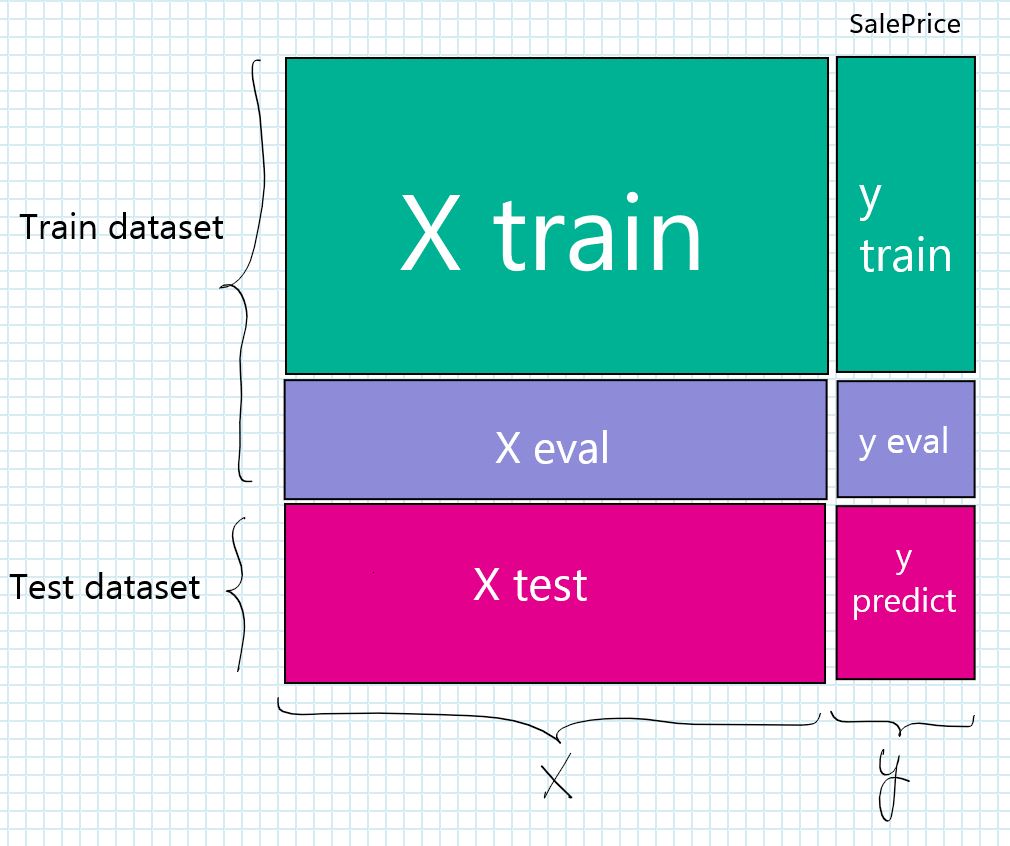 SalePrice
Train dataset
X train
y
train
X eval
y eval
Test dataset
X test
y
predict
X
y